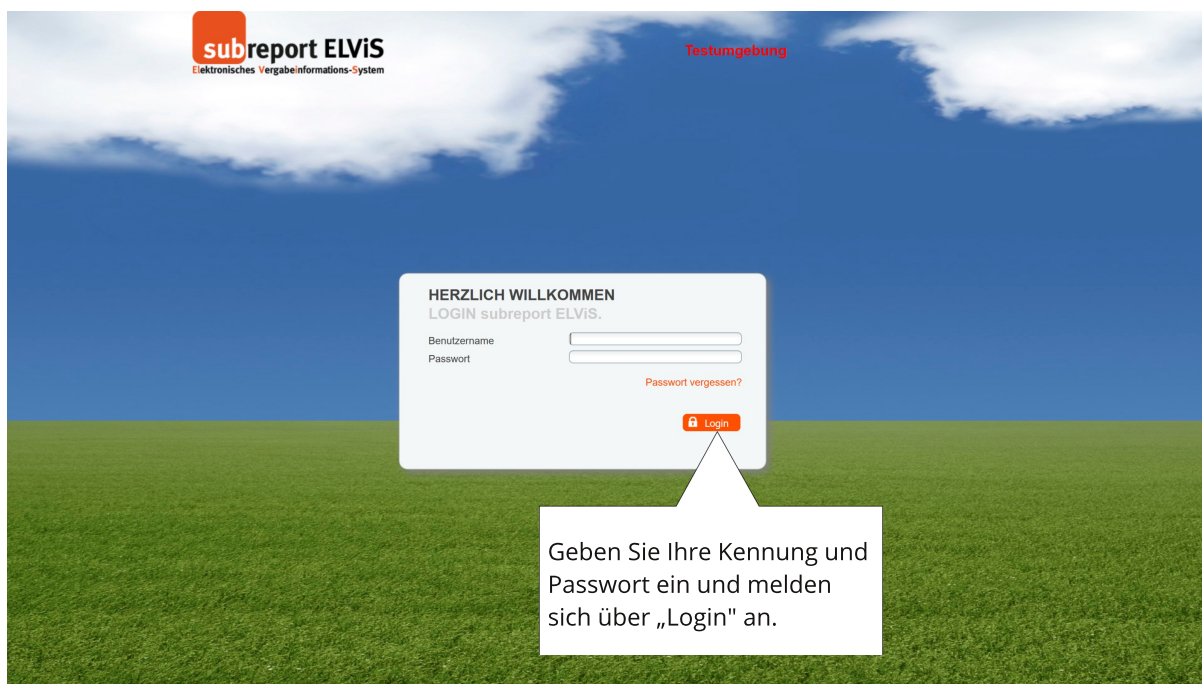 subreport ELViS
Elektronisches Vergabeinformations-System
Testumgebung
HERZLICH WILLKOMMEN
LOGIN subreport ELViS.
Benutzername
Passwort
Passwort vergessen?
Login
Geben Sie Ihre Kennung und
Passwort ein und melden
sich über „Login" an.